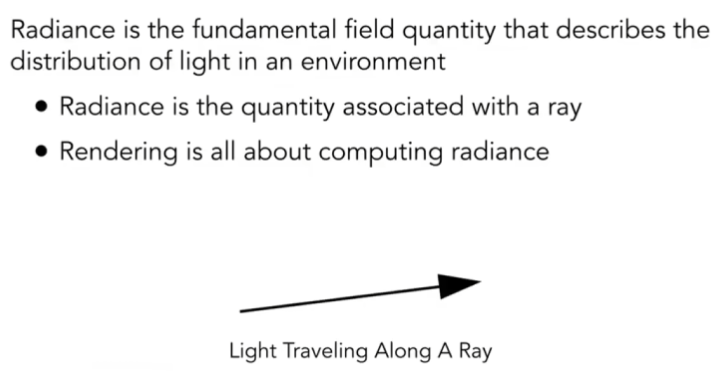 Radiance is the fundamental field quantity that describes the
distribution of light in an environment
• Radiance is the quantity associated with a ray
• Rendering is all about computing radiance
Light Traveling Along A Ray